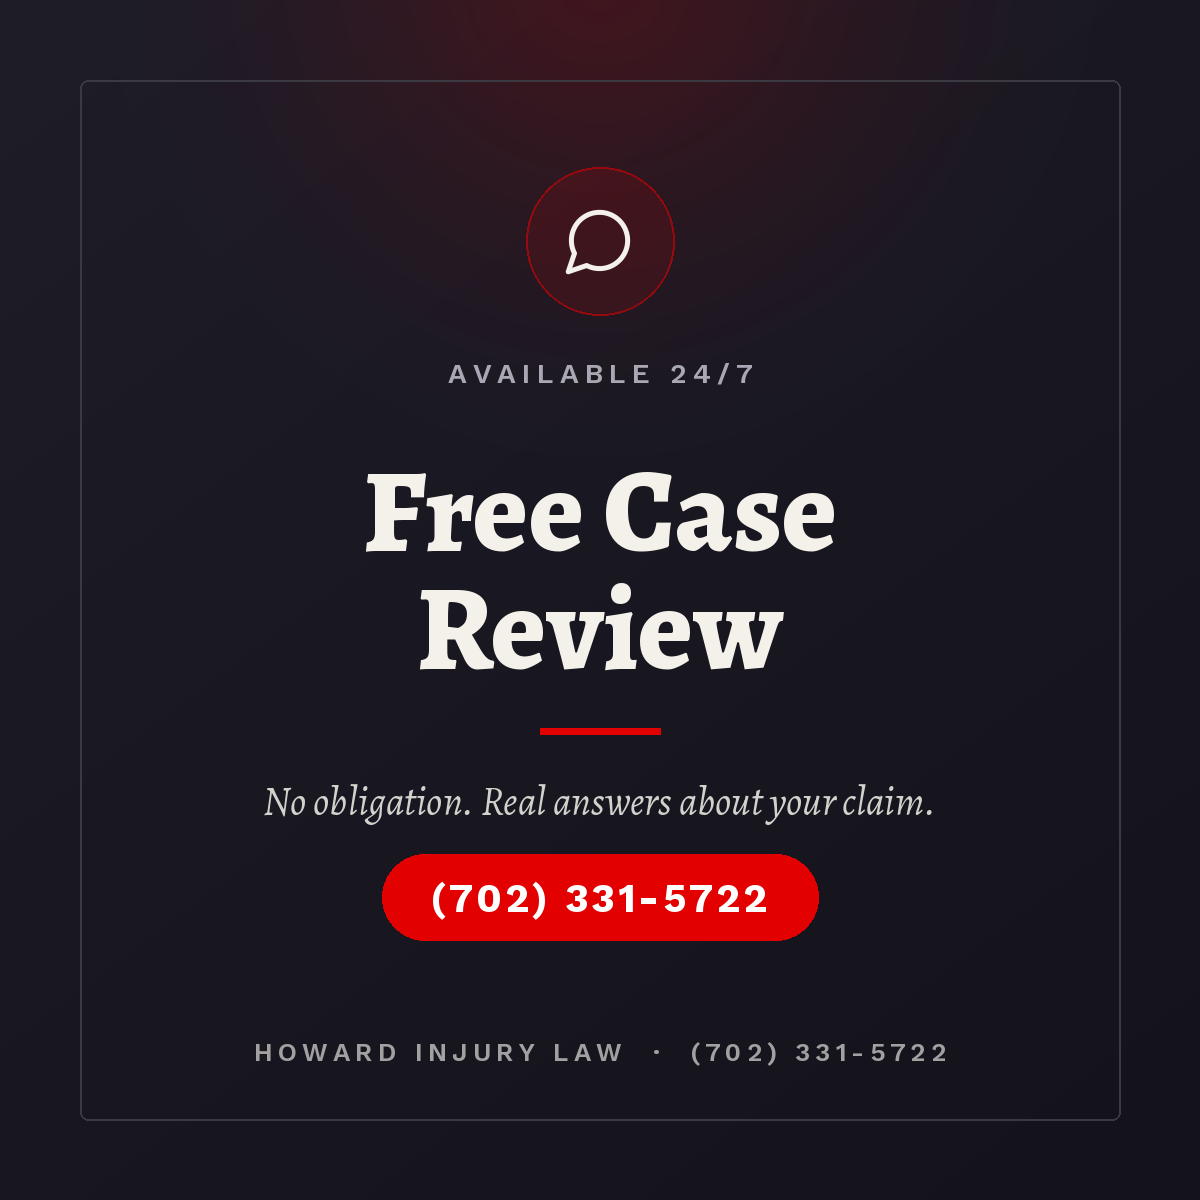 AVAILABLE 24/7
Free Case
Review
No obligation. Real answers about your claim.
(702) 331-5722
HOWARD INJURY LAW · (702) 331-5722